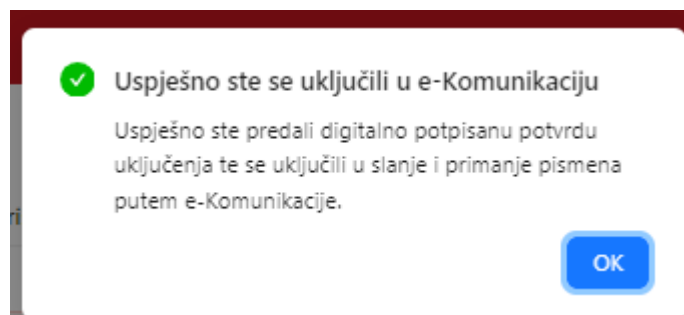 Uspješno ste se uključili u e-Komunikaciju
Uspješno ste predali digitalno potpisanu potvrdu
uključenja te se uključili u slanje i primanje pismena
putem e-Komunikacije.
ri
OK